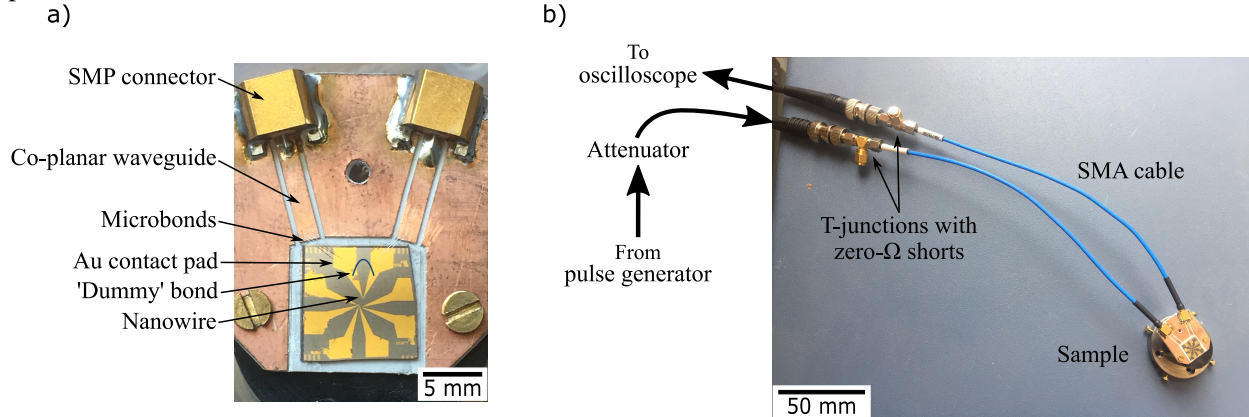 a)
SMP connector
Co-planar waveguide
Microbonds
Au contact pad
'Dummy' bond
Nanowire
5 mm
b)
To
oscilloscope
Attenuator
From
pulse generator
SMA cable
T-junctions with
zero-Ω shorts
Sample
50 mm